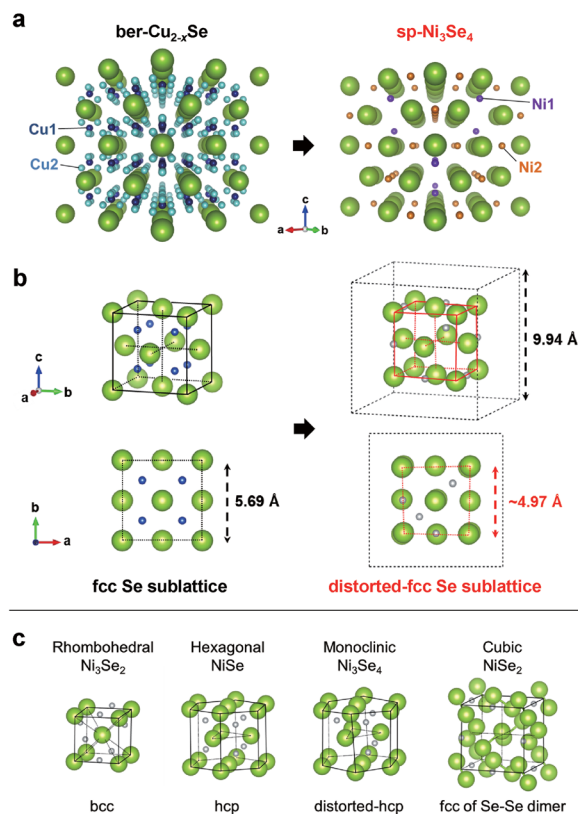 a
ber-Cu2-xSe
sp-Ni3Se4
Cu1
Cu2
Ni1
Ni2
c
a
b
b
c
b
a
9.94 Å
b
a
5.69 Å
~4.97 Å
fcc Se sublattice
distorted-fcc Se sublattice
c
Rhombohedral
Ni3Se2
Hexagonal
NiSe
Monoclinic
Ni3Se4
Cubic
NiSe2
bcc
hcp
distorted-hcp
fcc of Se-Se dimer